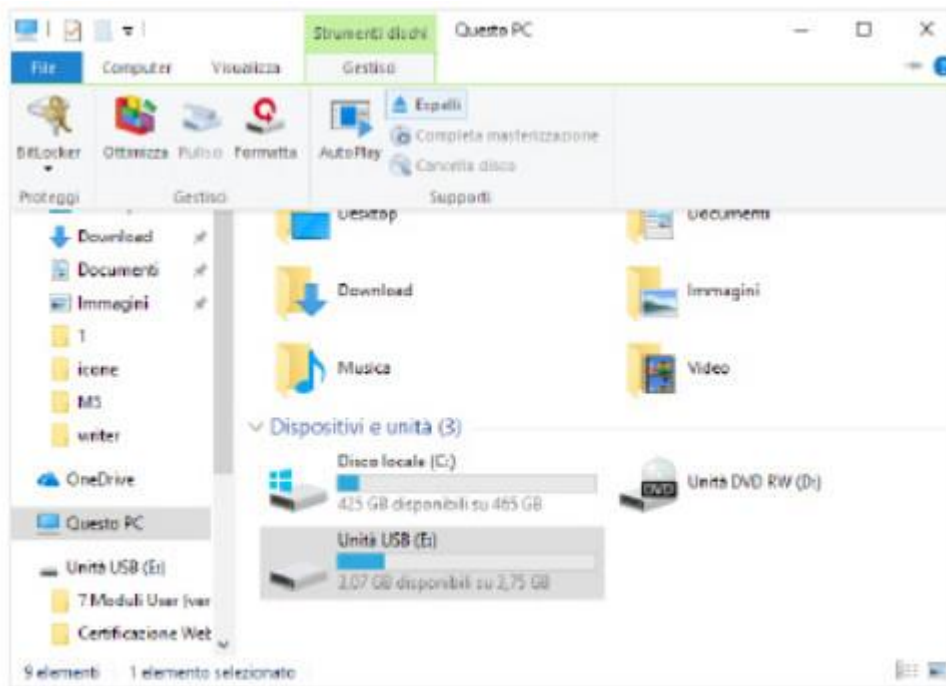 Strumenti dischi
Questo PC
File
Computer
Visualizza
Gestisci
BitLocker
Ottimizza
Pulisci
Formatta
AutoPlay
Espelli
Completa masterizzazione
Cancella disco
Proteggi
Gestisci
Supporti
Download
Documenti
Immagini
1
icone
M5
writer
OneDrive
Questo PC
Unità USB (E:)
7 Moduli User (ver
Certificazione Web
Desktop
Documenti
Download
Immagini
Musica
Video
Dispositivi e unità (3)
Disco locale (C:)
425 GB disponibili su 465 GB
Unità DVD RW (D:)
DVD
Unità USB (E:)
2,07 GB disponibili su 2,75 GB
9 elementi
1 elemento selezionato